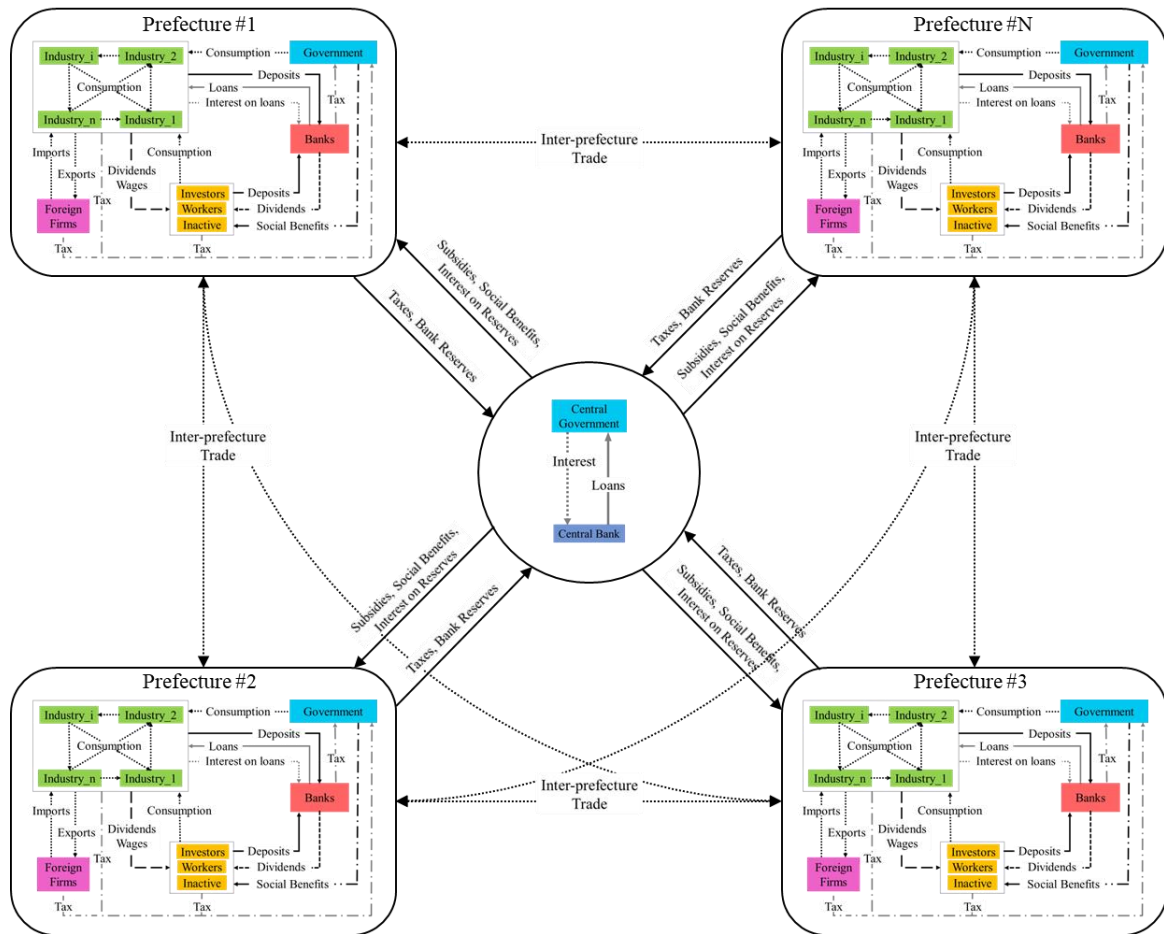 Prefecture #1
Industry_i
Industry_2
Consumption
Government
Deposits
Consumption
Loans
Tax
Interest on loans
Industry_n
Industry_1
Banks
Imports
Consumption
Exports
Dividends
Wages
Tax
Investors
Deposits
Foreign
Firms
Workers
Dividends
Inactive
Social Benefits
Tax
Tax
Prefecture #N
Industry_i
Industry_2
Consumption
Government
Deposits
Consumption
Loans
Tax
Interest on loans
Industry_n
Industry_1
Banks
Imports
Consumption
Exports
Dividends
Wages
Tax
Investors
Deposits
Foreign
Firms
Workers
Dividends
Inactive
Social Benefits
Tax
Tax
Inter-prefecture
Trade
Subsidies, Social Benefits,
Interest on Reserves
Taxes, Bank Reserves
Taxes, Bank Reserves
Subsidies, Social Benefits,
Interest on Reserves
Inter-prefecture
Trade
Central
Government
Interest
Loans
Central Bank
Inter-prefecture
Trade
Subsidies, Social Benefits,
Interest on Reserves
Taxes, Bank Reserves
Taxes, Bank Reserves
Subsidies, Social Benefits,
Interest on Reserves
Prefecture #2
Industry_i
Industry_2
Consumption
Government
Deposits
Consumption
Loans
Tax
Interest on loans
Industry_n
Industry_1
Banks
Imports
Consumption
Exports
Dividends
Wages
Tax
Investors
Deposits
Foreign
Firms
Workers
Dividends
Inactive
Social Benefits
Tax
Tax
Inter-prefecture
Trade
Prefecture #3
Industry_i
Industry_2
Consumption
Government
Deposits
Consumption
Loans
Tax
Interest on loans
Industry_n
Industry_1
Banks
Imports
Consumption
Exports
Dividends
Wages
Tax
Investors
Deposits
Foreign
Firms
Workers
Dividends
Inactive
Social Benefits
Tax
Tax